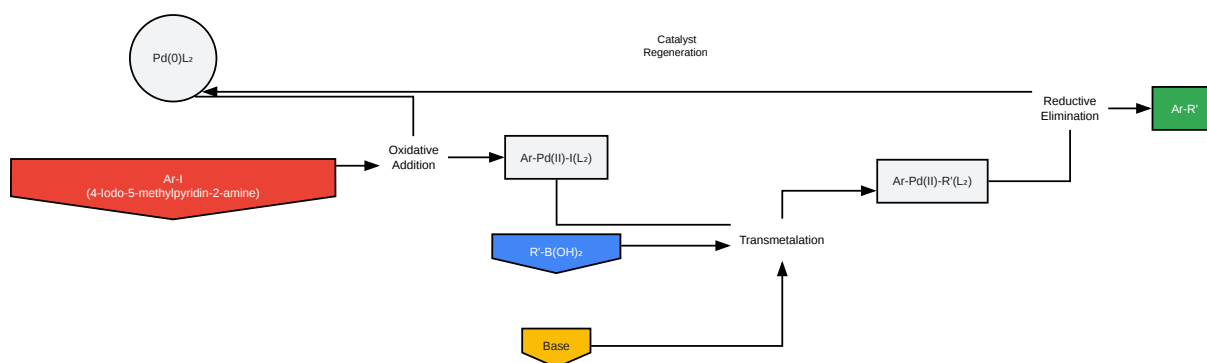 Pd(0)L₂
Catalyst
Regeneration
Reductive
Elimination
Ar-R'
Oxidative
Addition
Ar-Pd(II)-I(L₂)
Ar-I
(4-Iodo-5-methylpyridin-2-amine)
Ar-Pd(II)-R'(L₂)
Transmetalation
R'-B(OH)₂
Base